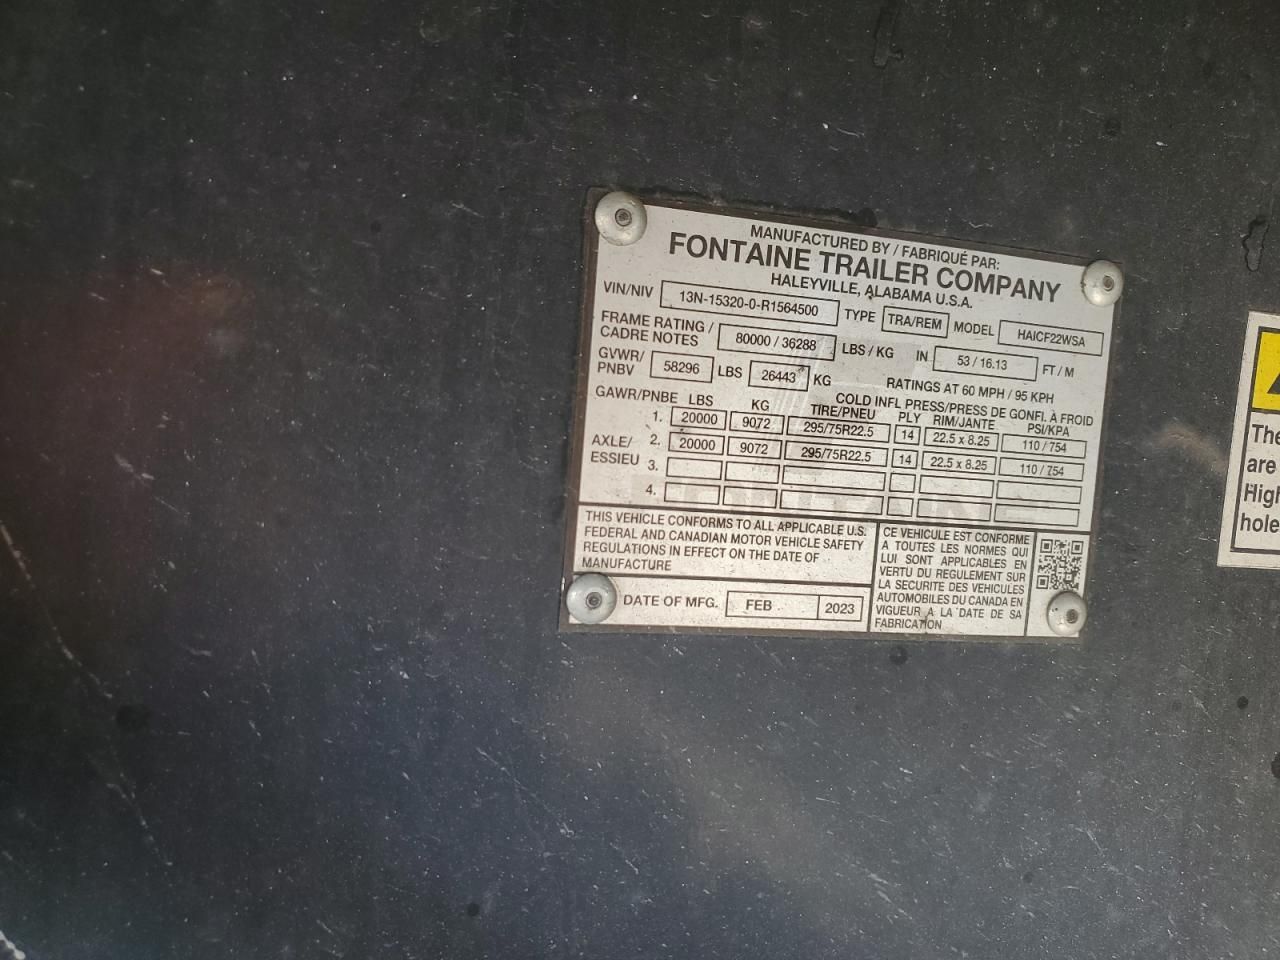 MANUFACTURED BY / FABRIQUÉ PAR:
FONTAINE TRAILER COMPANY
HALEYVILLE, ALABAMA U.S.A.
VIN/NIV 13N-15320-0-R1564500 TYPE TRA/REM MODEL HAICF22WSA
FRAME RATING / CADRE NOTES 80000 / 36288 LBS / KG IN 53 / 16.13 FT / M
GVWR/ PNBV 58296 LBS 26443 KG RATINGS AT 60 MPH / 95 KPH
GAWR/PNBE LBS KG COLD INFL PRESS/PRESS DE GONFL À FROID
TIRE/PNEU PLY RIM/JANTE PSI/KPA
1. 20000 9072 295/75R22.5 14 22.5 x 8.25 110 / 754
AXLE/ ESSIEU
2. 20000 9072 295/75R22.5 14 22.5 x 8.25 110 / 754
3.
4.
THIS VEHICLE CONFORMS TO ALL APPLICABLE U.S.
FEDERAL AND CANADIAN MOTOR VEHICLE SAFETY
REGULATIONS IN EFFECT ON THE DATE OF
MANUFACTURE
DATE OF MFG. FEB 2023
CE VEHICULE EST CONFORME
A TOUTES LES NORMES QUI
LUI SONT APPLICABLES EN
VERTU DU REGULEMENT SUR
LA SECURITE DES VEHICULES
AUTOMOBILES DU CANADA EN
VIGUEUR A LA DATE DE SA
FABRICATION
The
are
High
hole